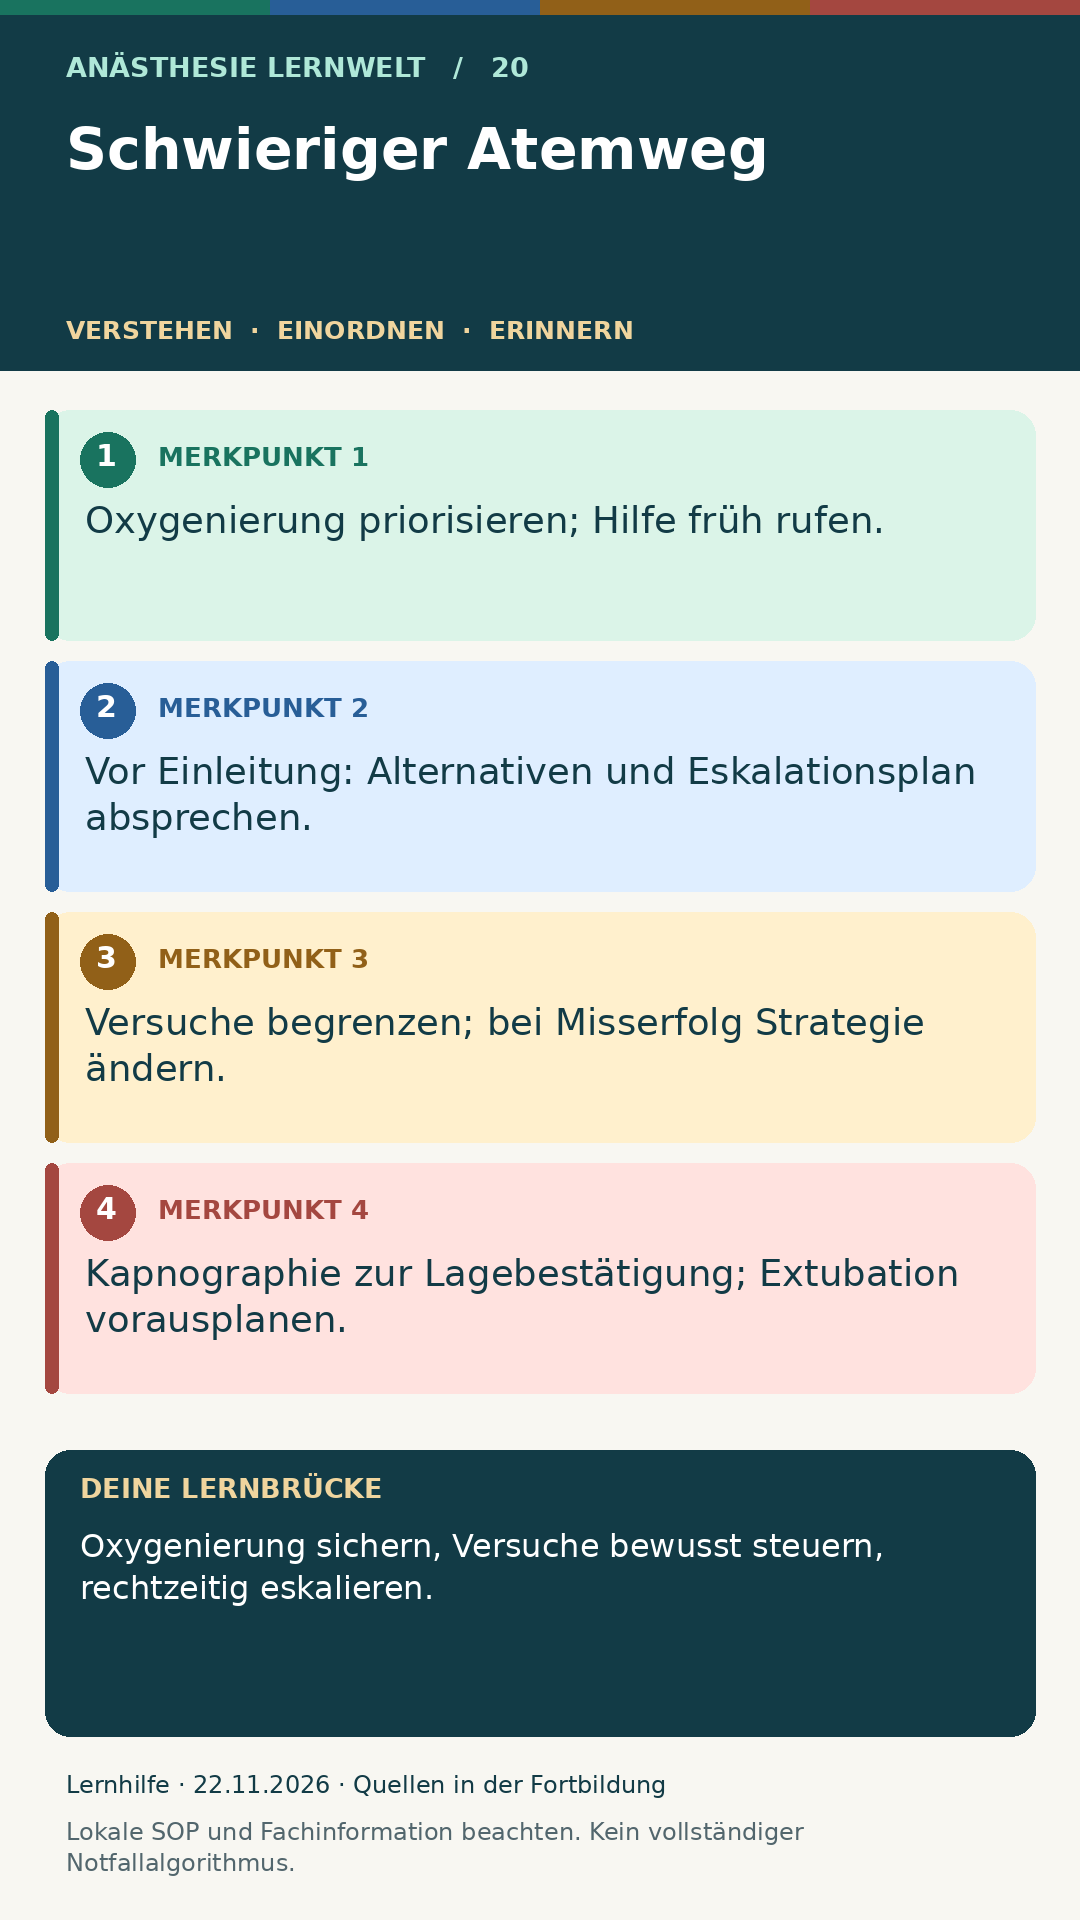 ANÄSTHESIE LERNWELT / 20
Schwieriger Atemweg
VERSTEHEN · EINORDNEN · ERINNERN
1 MERKPUNKT 1
Oxygenierung priorisieren; Hilfe früh rufen.
2 MERKPUNKT 2
Vor Einleitung: Alternativen und Eskalationsplan
absprechen.
3 MERKPUNKT 3
Versuche begrenzen; bei Misserfolg Strategie
ändern.
4 MERKPUNKT 4
Kapnographie zur Lagebestätigung; Extubation
vorausplanen.
DEINE LERNBRÜCKE
Oxygenierung sichern, Versuche bewusst steuern,
rechtzeitig eskalieren.
Lernhilfe · 22.11.2026 · Quellen in der Fortbildung
Lokale SOP und Fachinformation beachten. Kein vollständiger
Notfallalgorithmus.